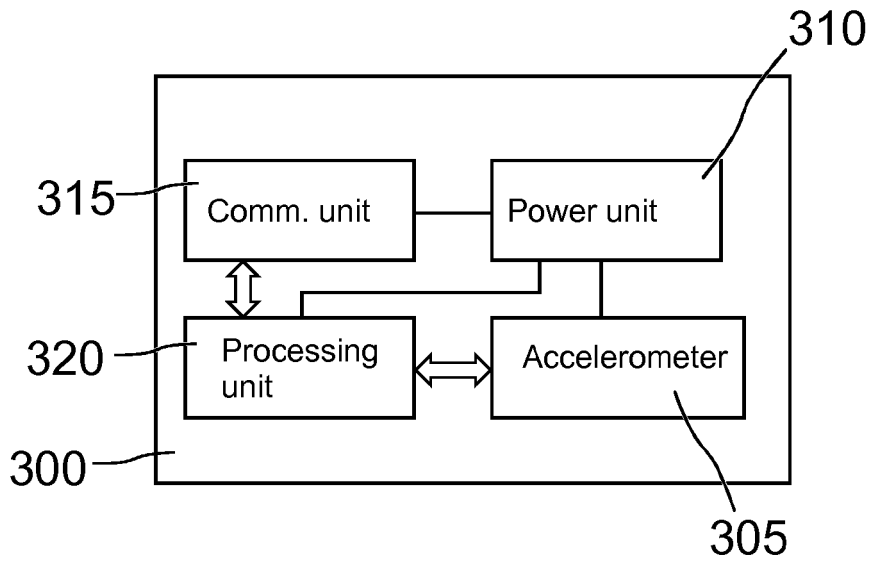 310
315
Comm. unit
Power unit
320
Processing
unit
Accelerometer
300
305